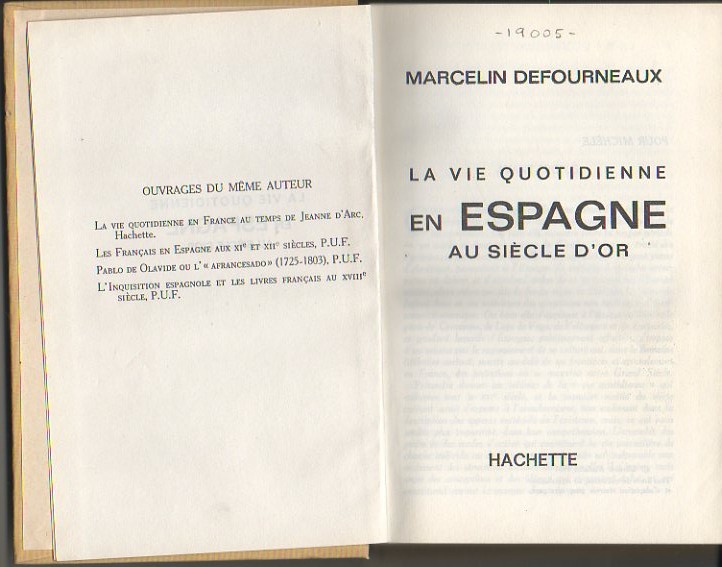 OUVRAGES DU MÊME AUTEUR
La vie quotidienne en France au temps de Jeanne d'Arc,
Hachette.
Les Français en Espagne aux XIe et XIIe siècles, P.U.F.
Pablo de Olavide ou l'« afrancesado » (1725-1803), P.U.F.
L'Inquisition espagnole et les livres français au XVIIIe
siècle, P.U.F.
-19005-
MARCELIN DEFOURNEAUX
LA VIE QUOTIDIENNE
EN ESPAGNE
AU SIÈCLE D'OR
HACHETTE